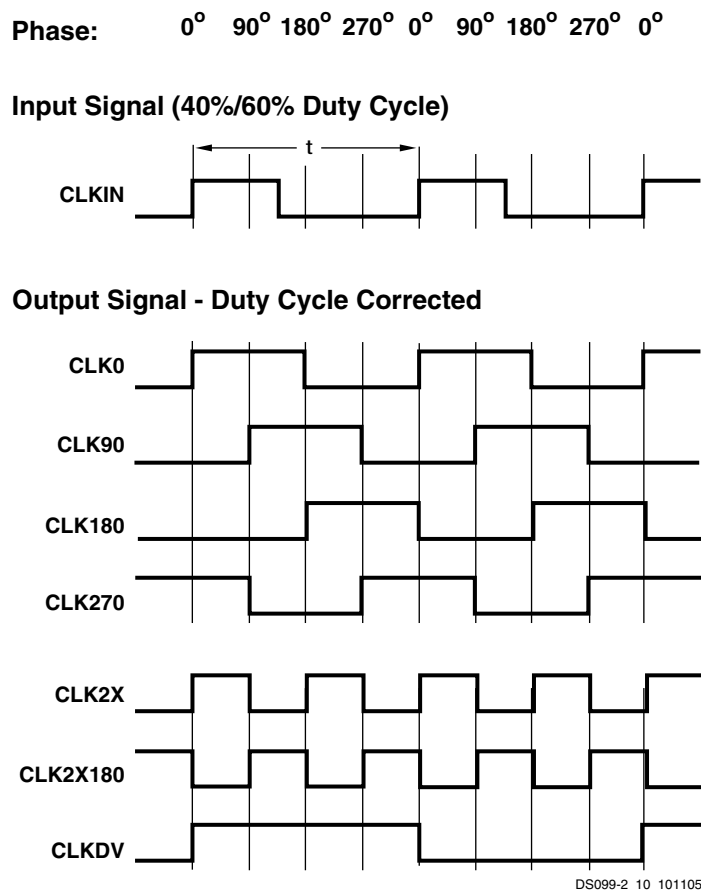 Phase: 0° 90° 180° 270° 0° 90° 180° 270° 0°
Input Signal (40%/60% Duty Cycle)
t
CLKIN
Output Signal - Duty Cycle Corrected
CLK0
CLK90
CLK180
CLK270
CLK2X
CLK2X180
CLKDV
DS099-2_10_101105